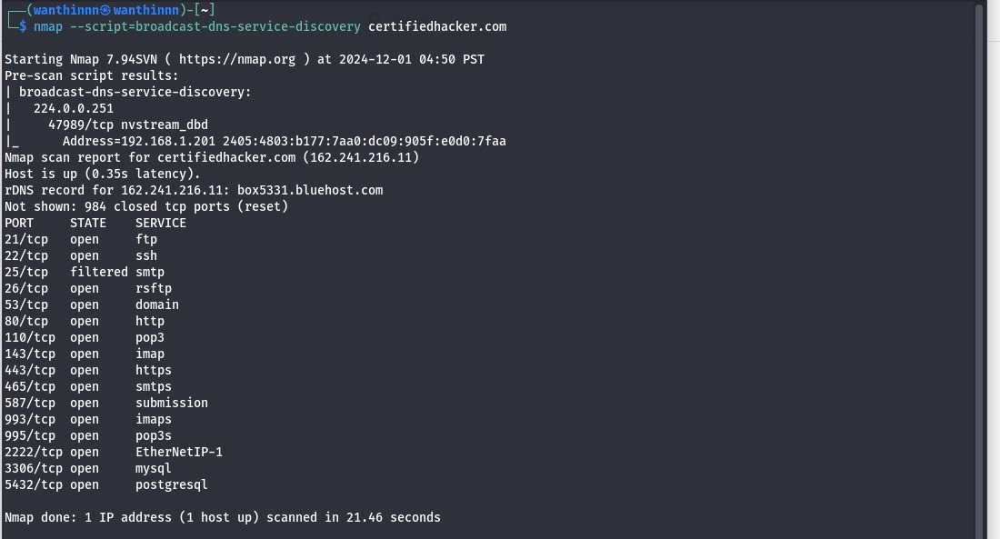 ┌──(wanthinnn㉿wanthinnn)-[~]
└─$ nmap --script=broadcast-dns-service-discovery certifiedhacker.com
Starting Nmap 7.94SVN ( https://nmap.org ) at 2024-12-01 04:50 PST
Pre-scan script results:
| broadcast-dns-service-discovery:
|   224.0.0.251
|     47989/tcp nvstream_dbd
|_      Address=192.168.1.201 2405:4803:b177:7aa0:dc09:905f:e0d0:7faa
Nmap scan report for certifiedhacker.com (162.241.216.11)
Host is up (0.35s latency).
rDNS record for 162.241.216.11: box5331.bluehost.com
Not shown: 984 closed tcp ports (reset)
PORT     STATE    SERVICE
21/tcp   open     ftp
22/tcp   open     ssh
25/tcp   filtered smtp
26/tcp   open     rsftp
53/tcp   open     domain
80/tcp   open     http
110/tcp  open     pop3
143/tcp  open     imap
443/tcp  open     https
465/tcp  open     smtps
587/tcp  open     submission
993/tcp  open     imaps
995/tcp  open     pop3s
2222/tcp open     EtherNetIP-1
3306/tcp open     mysql
5432/tcp open     postgresql
Nmap done: 1 IP address (1 host up) scanned in 21.46 seconds